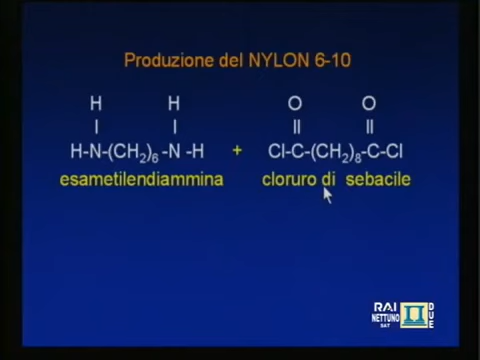 Produzione del NYLON 6-10
H H O O
I I II II
H-N-(CH₂)₆-N-H + Cl-C-(CH₂)₈-C-Cl
esametilendiammina cloruro di sebacile
RAI
NETTUNO
SAT
DUE